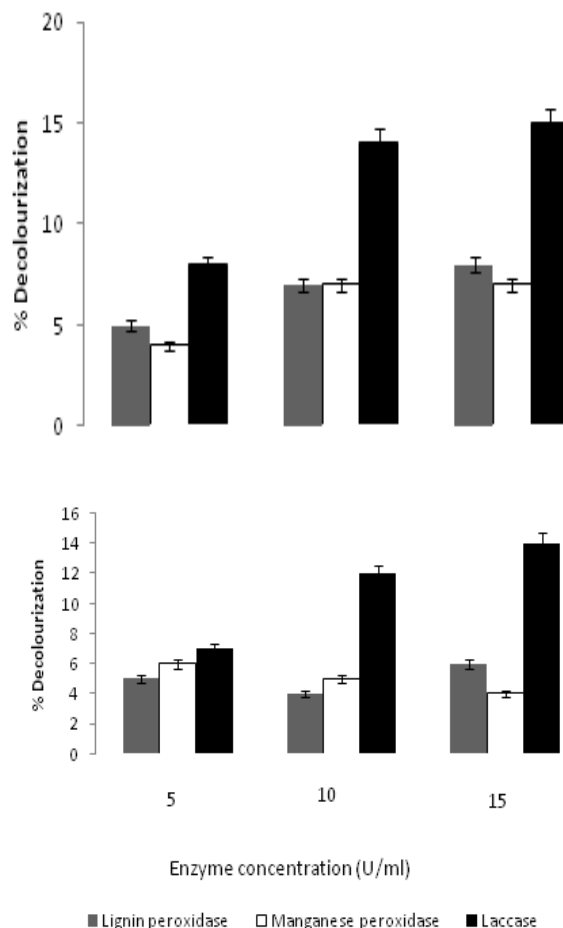 % Decolourization
20
15
10
5
0
% Decolourization
16
14
12
10
8
6
4
2
0
5 10 15
Enzyme concentration (U/ml)
Lignin peroxidase Manganese peroxidase Laccase